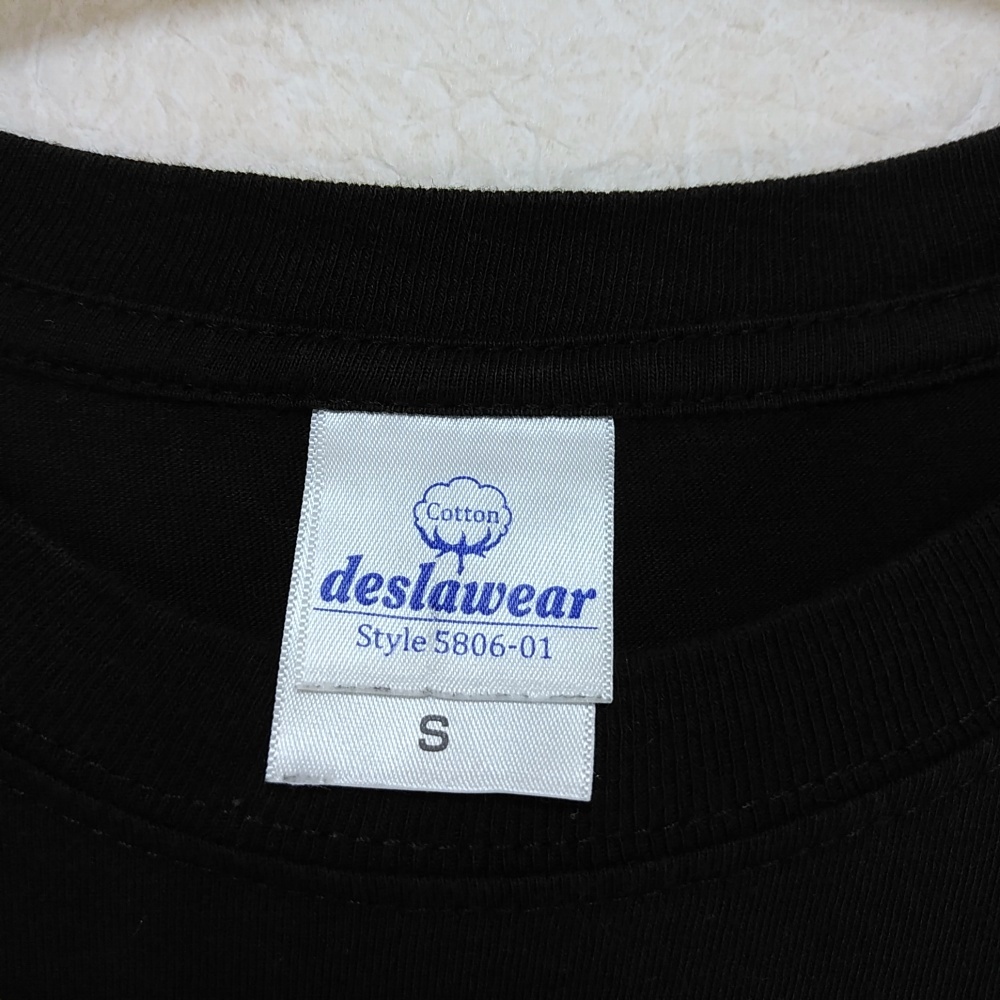 Cotton
deslawear
Style 5806-01
S